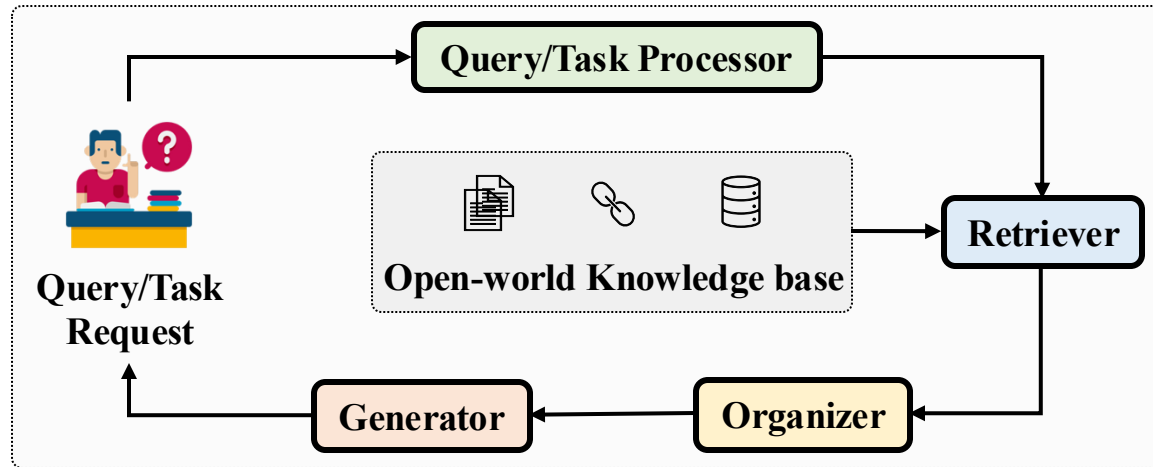 Query/Task Processor
?
Retriever
Open-world Knowledge base
Query/Task
Request
Generator
Organizer